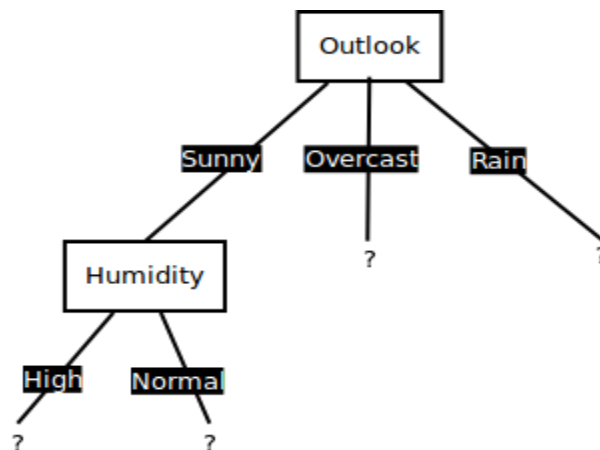 Outlook
Sunny Overcast Rain
? ?
Humidity
High Normal
? ?